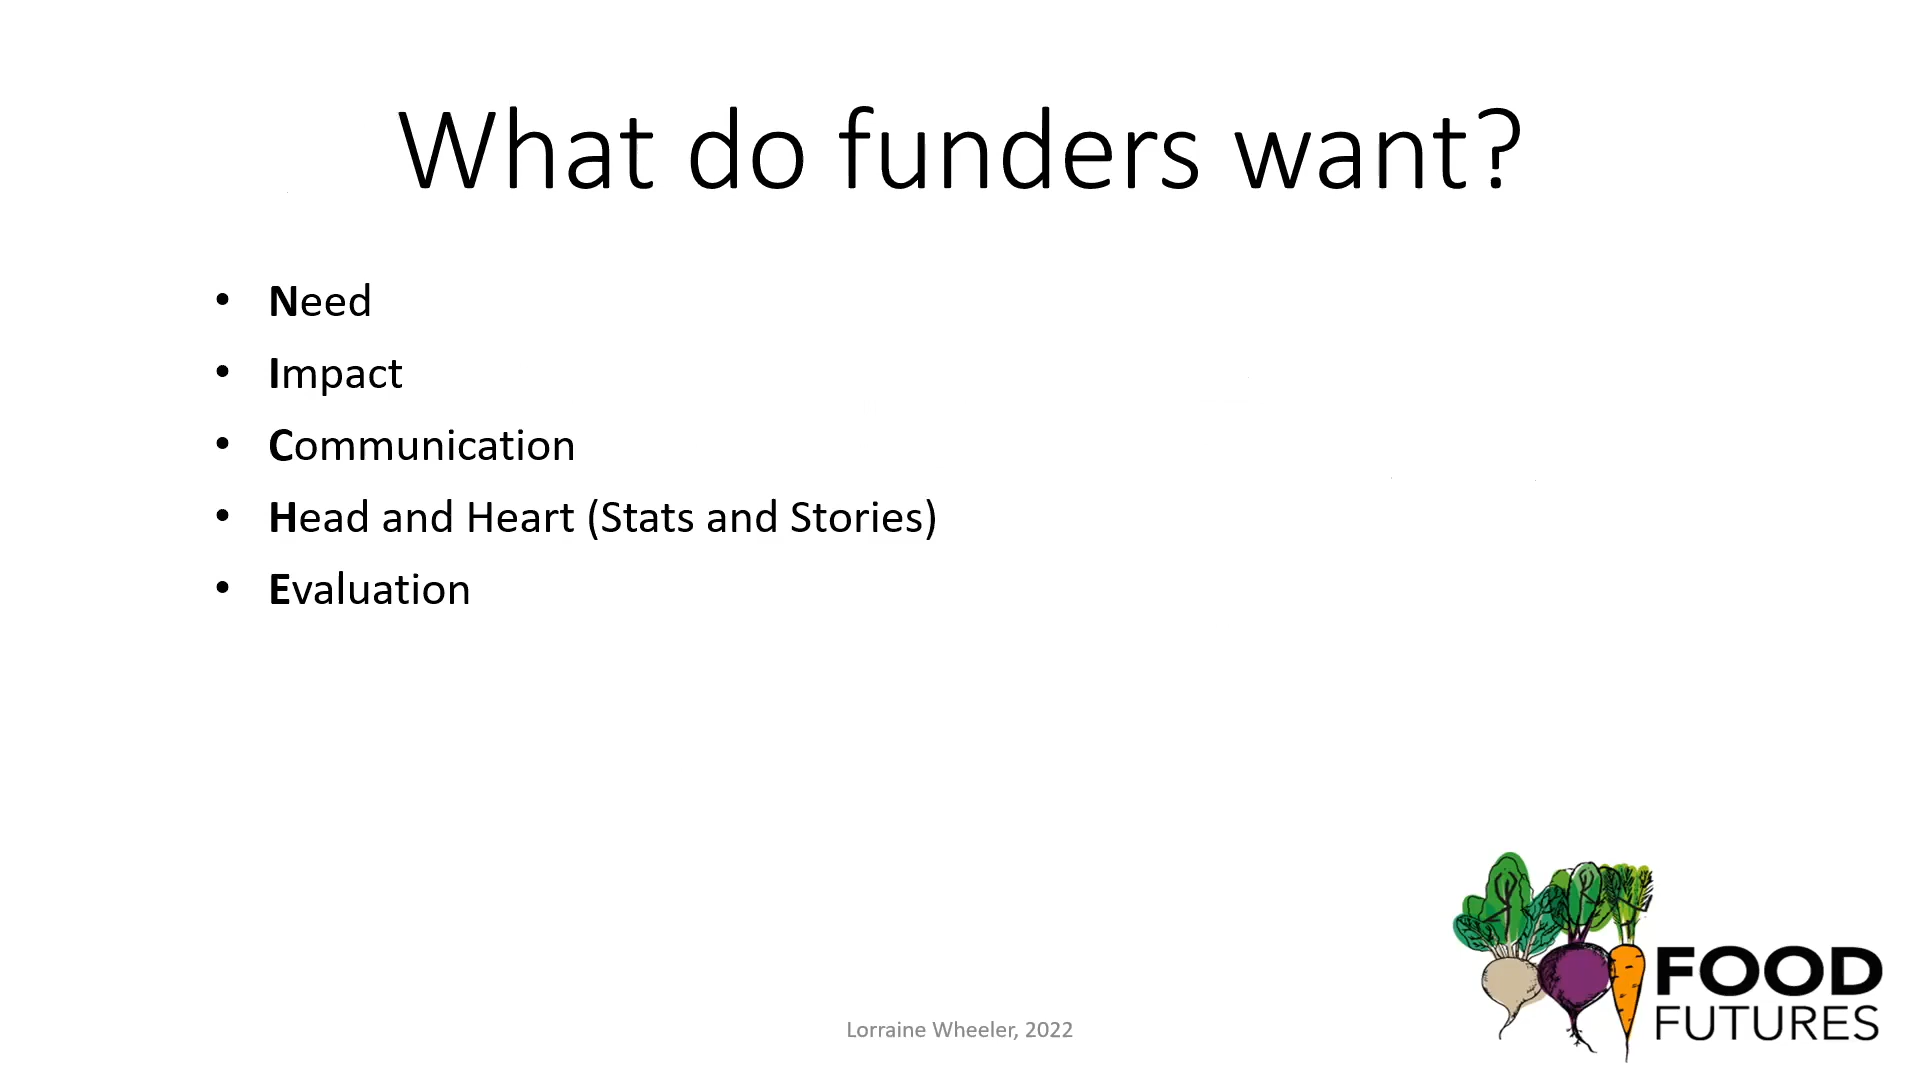 What do funders want?
• Need
• Impact
• Communication
• Head and Heart (Stats and Stories)
• Evaluation
FOOD
FUTURES
Lorraine Wheeler, 2022